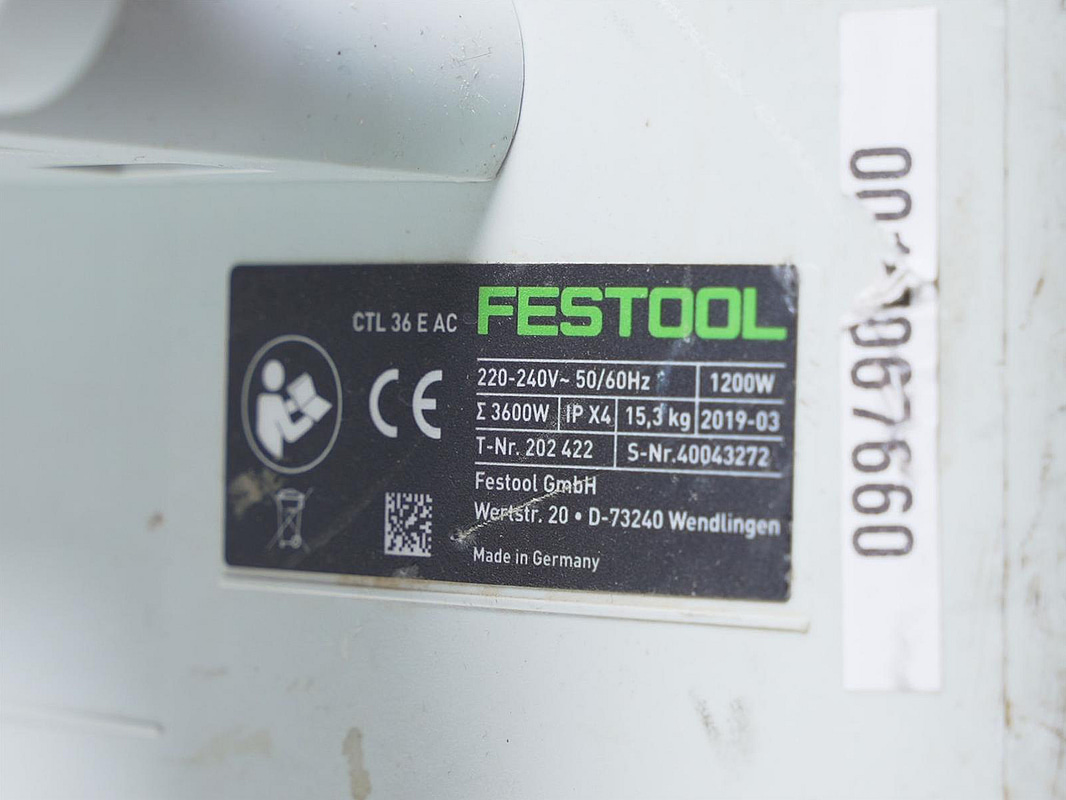 CTL 36 E AC FESTOOL
CE
220-240V~ 50/60Hz 1200W
Σ 3600W IP X4 15,3 kg 2019-03
T-Nr. 202 422 S-Nr.40043272
Festool GmbH
Wertstr. 20 • D-73240 Wendlingen
Made in Germany